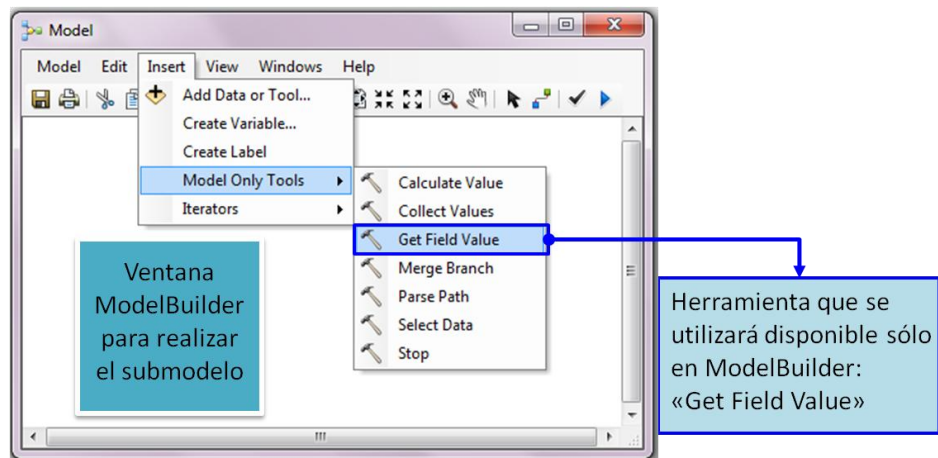 Model
Model Edit Insert View Windows Help
Add Data or Tool...
Create Variable...
Create Label
Model Only Tools
Iterators
Calculate Value
Collect Values
Get Field Value
Merge Branch
Parse Path
Select Data
Stop
Ventana
ModelBuilder
para realizar
el submodelo
Herramienta que se
utilizará disponible sólo
en ModelBuilder:
«Get Field Value»